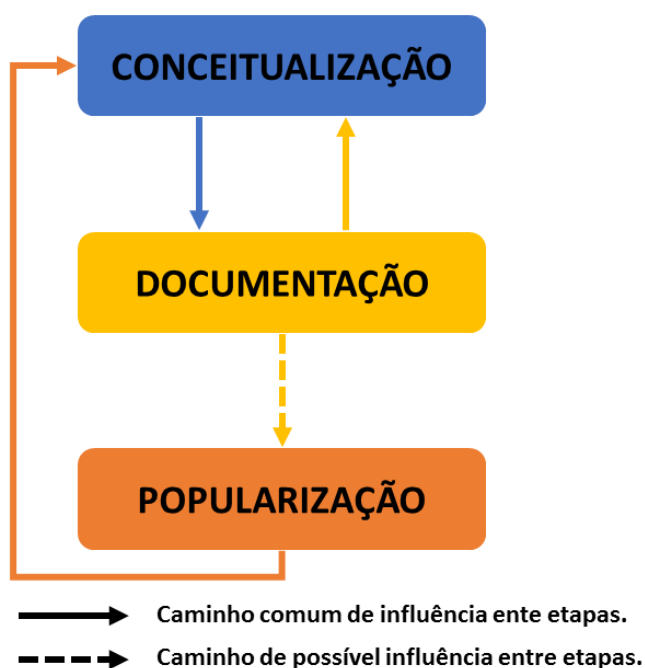 CONCEITUALIZAÇÃO
DOCUMENTAÇÃO
POPULARIZAÇÃO
Caminho comum de influência ente etapas.
Caminho de possível influência entre etapas.